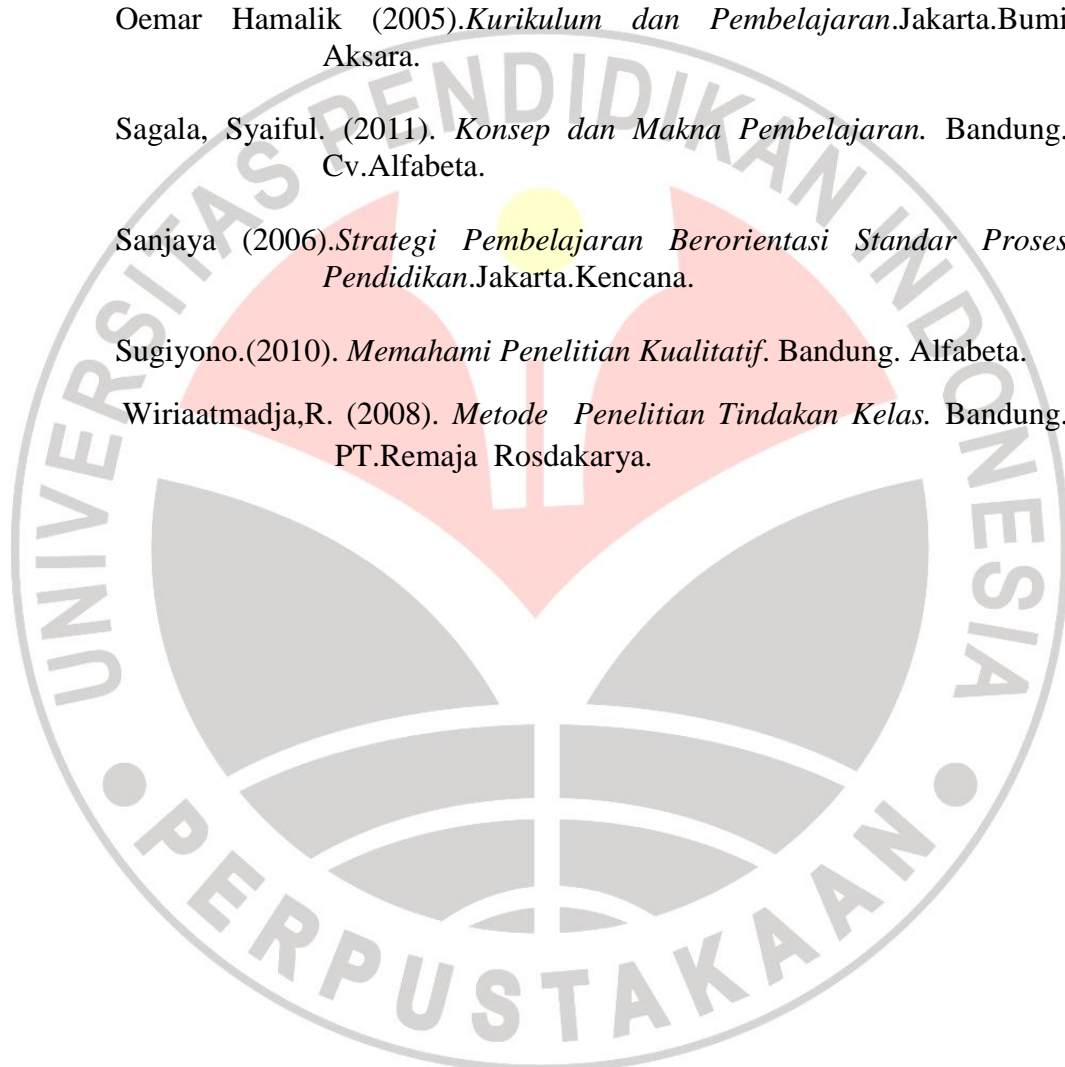 Oemar Hamalik (2005).Kurikulum dan Pembelajaran.Jakarta.Bumi
Aksara.
Sagala, Syaiful. (2011). Konsep dan Makna Pembelajaran. Bandung.
Cv.Alfabeta.
Sanjaya (2006).Strategi Pembelajaran Berorientasi Standar Proses
Pendidikan.Jakarta.Kencana.
Sugiyono.(2010). Memahami Penelitian Kualitatif. Bandung. Alfabeta.
Wiriaatmadja,R. (2008). Metode Penelitian Tindakan Kelas. Bandung.
PT.Remaja Rosdakarya.
UNIVERSITAS PENDIDIKAN INDONESIA
PERPUSTAKAAN